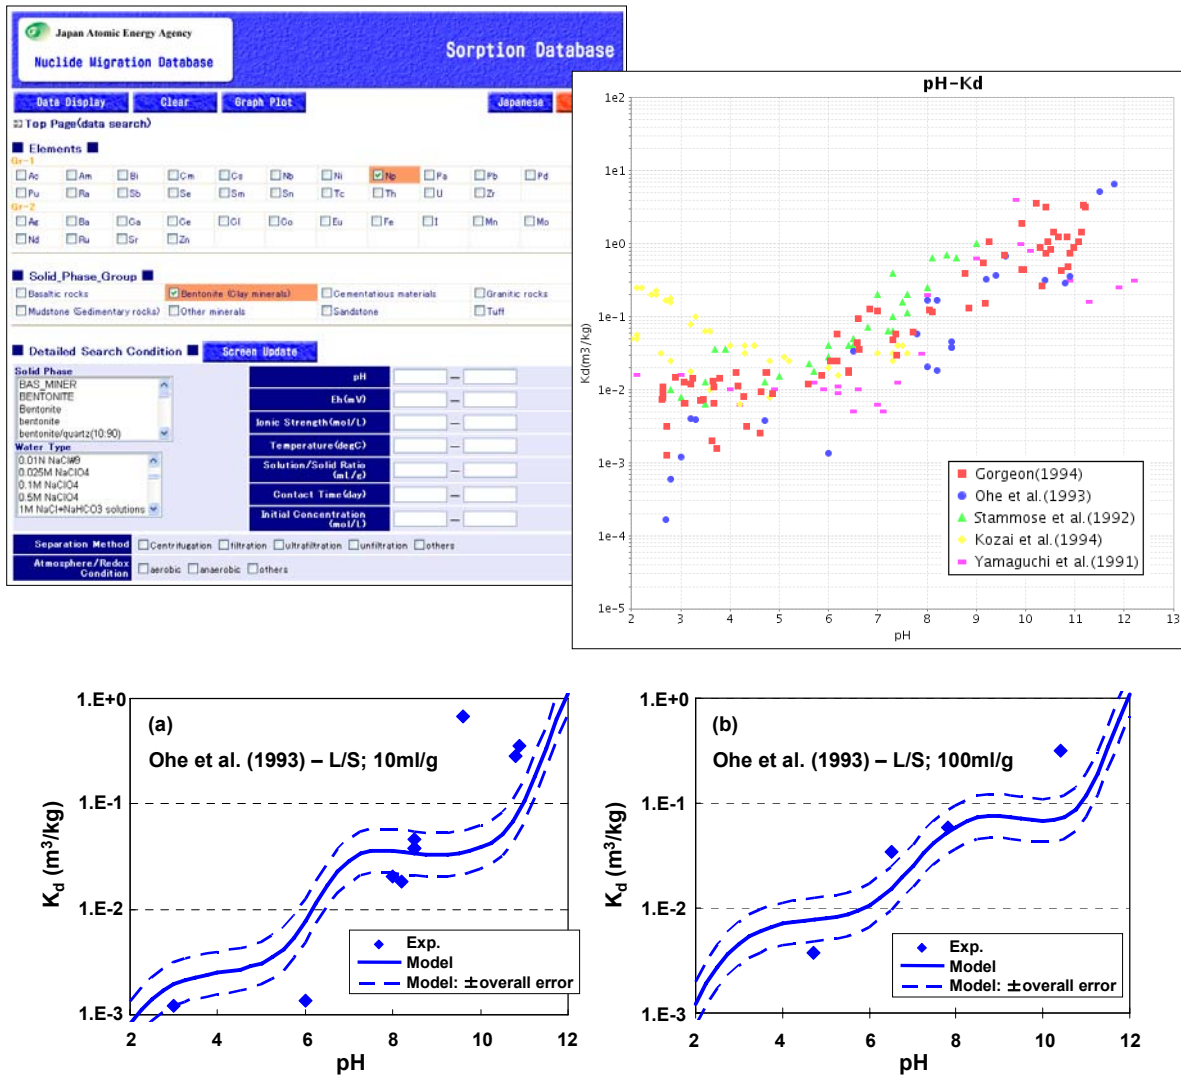 Japan Atomic Energy Agency
Nuclide Migration Database
Sorption Database
Data Display Clear Graph Plot Japanese
Top Page(data search)
Elements
Gr-1
Ac Am Bi Cm Cs Nb Ni Np Pa Pb Pd
Pu Ra Sb Se Sm Sn Tc Th U Zr
Gr-2
Ag Ba Ca Ce Cl Co Eu Fe I Mn Mo
Nd Ru Sr Zn
Solid_Phase_Group
Basaltic rocks Bentonite (Clay minerals) Cementatious materials Granitic rocks
Mudstone (Sedimentary rocks) Other minerals Sandstone Tuff
Detailed Search Condition Screen Update
Solid Phase
BAS_MINER
BENTONITE
Bentonite
bentonite
bentonite/quartz(10:90)
Water Type
0.01N NaCl#9
0.025M NaClO4
0.1M NaClO4
0.5M NaClO4
1M NaCl+NaHCO3 solutions
pH —
Eh(mV) —
Ionic Strength(mol/L) —
Temperature(degC) —
Solution/Solid Ratio
(mL/g) —
Contact Time(day) —
Initial Concentration
(mol/L) —
Separation Method Centrifugation filtration ultrafiltration unfiltration others
Atmosphere/Redox
Condition aerobic anaerobic others
pH-Kd
1e2
1e1
1e0
1e-1
1e-2
1e-3
1e-4
1e-5
Kd(m3/kg)
2 3 4 5 6 7 8 9 10 11 12 13
pH
Gorgeon(1994)
Ohe et al.(1993)
Stammose et al.(1992)
Kozai et al.(1994)
Yamaguchi et al.(1991)
1.E+0
1.E-1
1.E-2
1.E-3
Kd (m3/kg)
(a)
Ohe et al. (1993) – L/S; 10ml/g
Exp.
Model
Model: ±overall error
2 4 6 8 10 12
pH
1.E+0
1.E-1
1.E-2
1.E-3
Kd (m3/kg)
(b)
Ohe et al. (1993) – L/S; 100ml/g
Exp.
Model
Model: ±overall error
2 4 6 8 10 12
pH